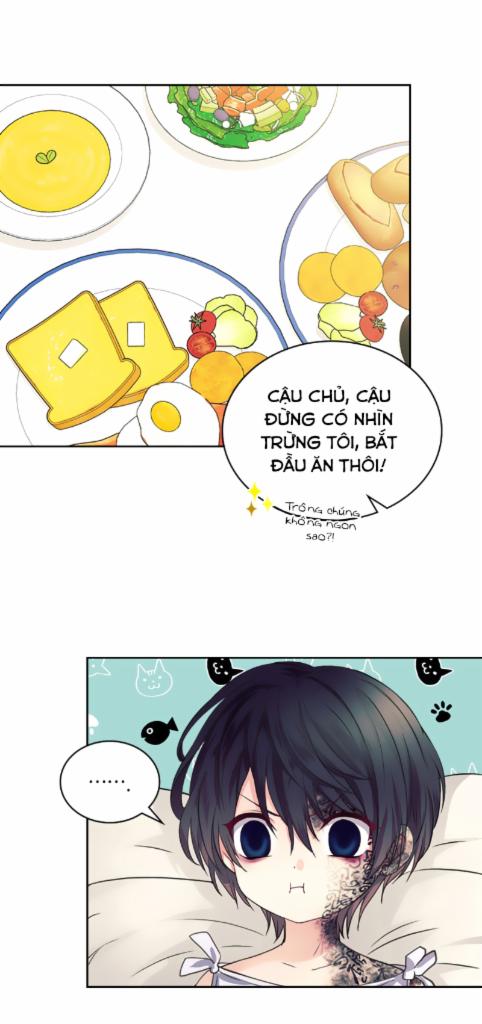 CẬU CHỦ, CẬU
ĐỪNG CÓ NHÌN
TRỪNG TÔI, BẮT
ĐẦU ĂN THÔI!
Trông chúng
không ngon
sao?!
.......